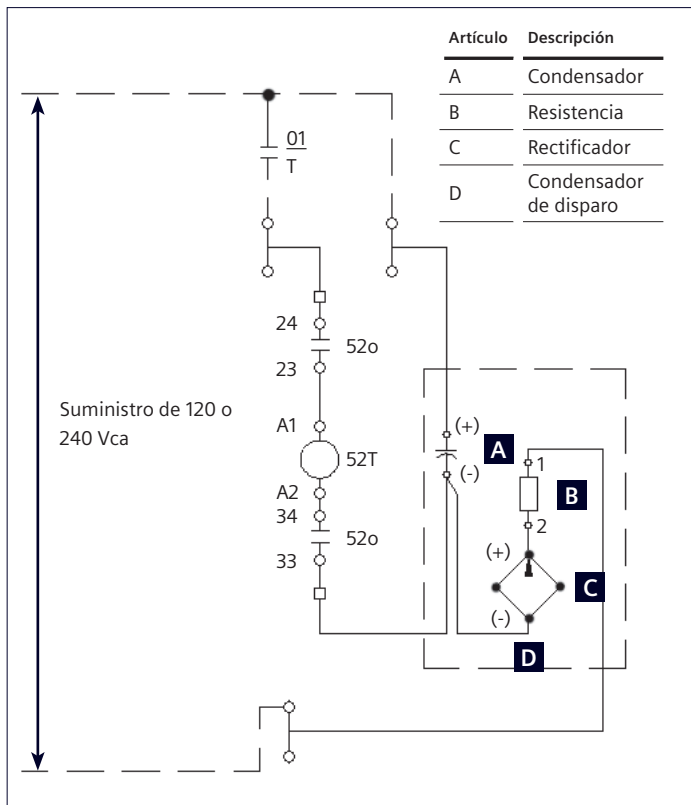 Artículo Descripción
A Condensador
B Resistencia
C Rectificador
D Condensador
de disparo
01
T
24
52o
23
Suministro de 120 o
240 Vca
A1
52T
A2
34
52o
33
(+)
A
(-)
1
B
2
(+)
C
(-)
D